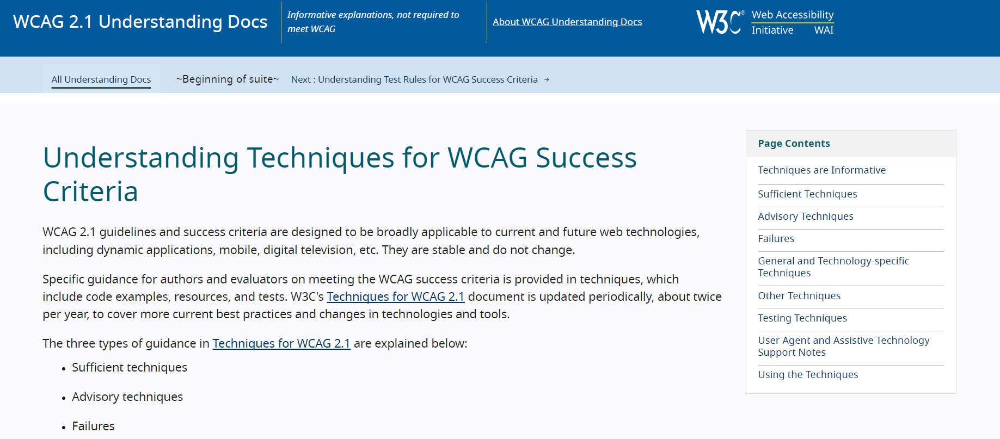 WCAG 2.1 Understanding Docs
Informative explanations, not required to
meet WCAG
About WCAG Understanding Docs
W3C® Web Accessibility
Initiative WAI
All Understanding Docs
~Beginning of suite~
Next : Understanding Test Rules for WCAG Success Criteria →
Understanding Techniques for WCAG Success
Criteria
WCAG 2.1 guidelines and success criteria are designed to be broadly applicable to current and future web technologies,
including dynamic applications, mobile, digital television, etc. They are stable and do not change.
Specific guidance for authors and evaluators on meeting the WCAG success criteria is provided in techniques, which
include code examples, resources, and tests. W3C's Techniques for WCAG 2.1 document is updated periodically, about twice
per year, to cover more current best practices and changes in technologies and tools.
The three types of guidance in Techniques for WCAG 2.1 are explained below:
• Sufficient techniques
• Advisory techniques
• Failures
Page Contents
Techniques are Informative
Sufficient Techniques
Advisory Techniques
Failures
General and Technology-specific
Techniques
Other Techniques
Testing Techniques
User Agent and Assistive Technology
Support Notes
Using the Techniques